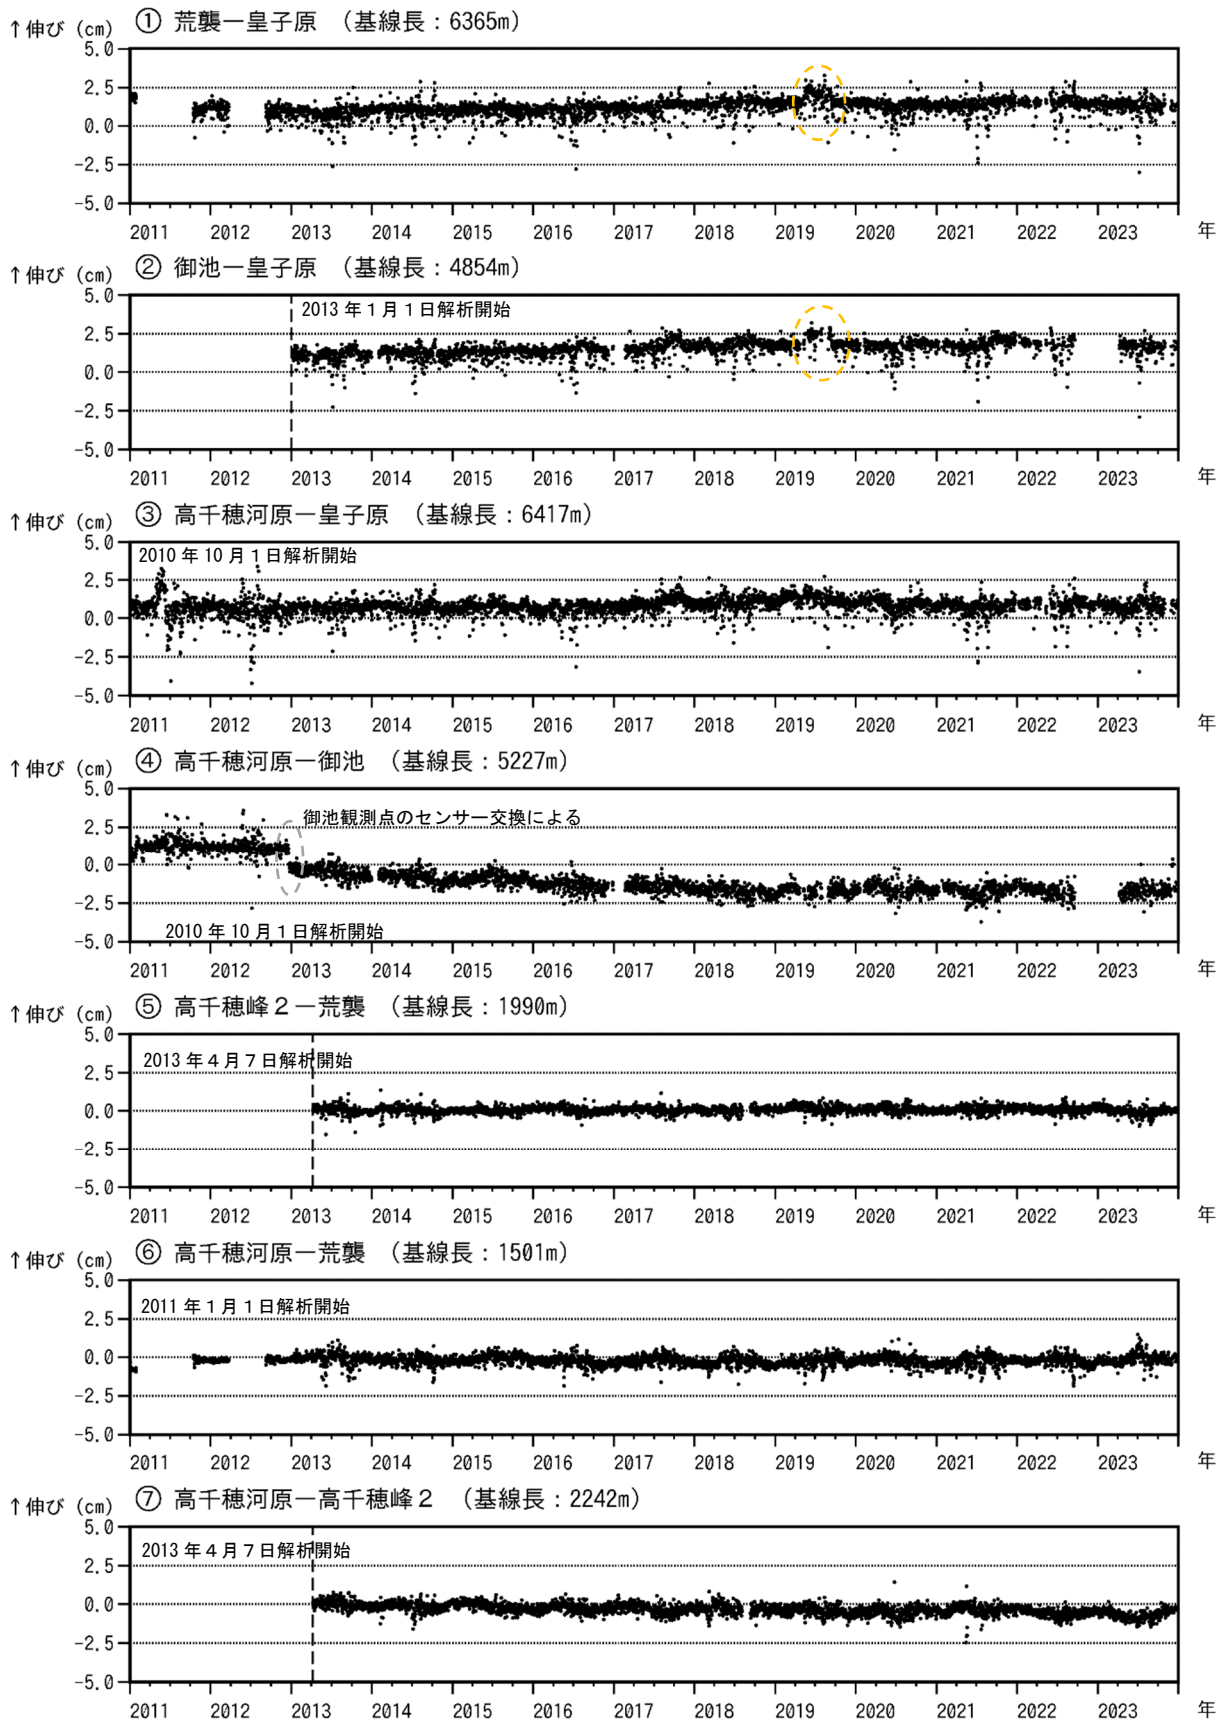 ① 荒襲－皇子原 （基線長：6365m）
↑伸び (cm)
5.0
2.5
0.0
-2.5
-5.0
2011 2012 2013 2014 2015 2016 2017 2018 2019 2020 2021 2022 2023 年
② 御池－皇子原 （基線長：4854m）
↑伸び (cm)
5.0
2013 年１月１日解析開始
2.5
0.0
-2.5
-5.0
2011 2012 2013 2014 2015 2016 2017 2018 2019 2020 2021 2022 2023 年
③ 高千穂河原－皇子原 （基線長：6417m）
↑伸び (cm)
5.0
2010 年 10 月１日解析開始
2.5
0.0
-2.5
-5.0
2011 2012 2013 2014 2015 2016 2017 2018 2019 2020 2021 2022 2023 年
④ 高千穂河原－御池 （基線長：5227m）
↑伸び (cm)
5.0
御池観測点のセンサー交換による
2.5
0.0
-2.5
2010 年 10 月１日解析開始
-5.0
2011 2012 2013 2014 2015 2016 2017 2018 2019 2020 2021 2022 2023 年
⑤ 高千穂峰２－荒襲 （基線長：1990m）
↑伸び (cm)
5.0
2013 年４月７日解析開始
2.5
0.0
-2.5
-5.0
2011 2012 2013 2014 2015 2016 2017 2018 2019 2020 2021 2022 2023 年
⑥ 高千穂河原－荒襲 （基線長：1501m）
↑伸び (cm)
5.0
2011 年１月１日解析開始
2.5
0.0
-2.5
-5.0
2011 2012 2013 2014 2015 2016 2017 2018 2019 2020 2021 2022 2023 年
⑦ 高千穂河原－高千穂峰２ （基線長：2242m）
↑伸び (cm)
5.0
2013 年４月７日解析開始
2.5
0.0
-2.5
-5.0
2011 2012 2013 2014 2015 2016 2017 2018 2019 2020 2021 2022 2023 年